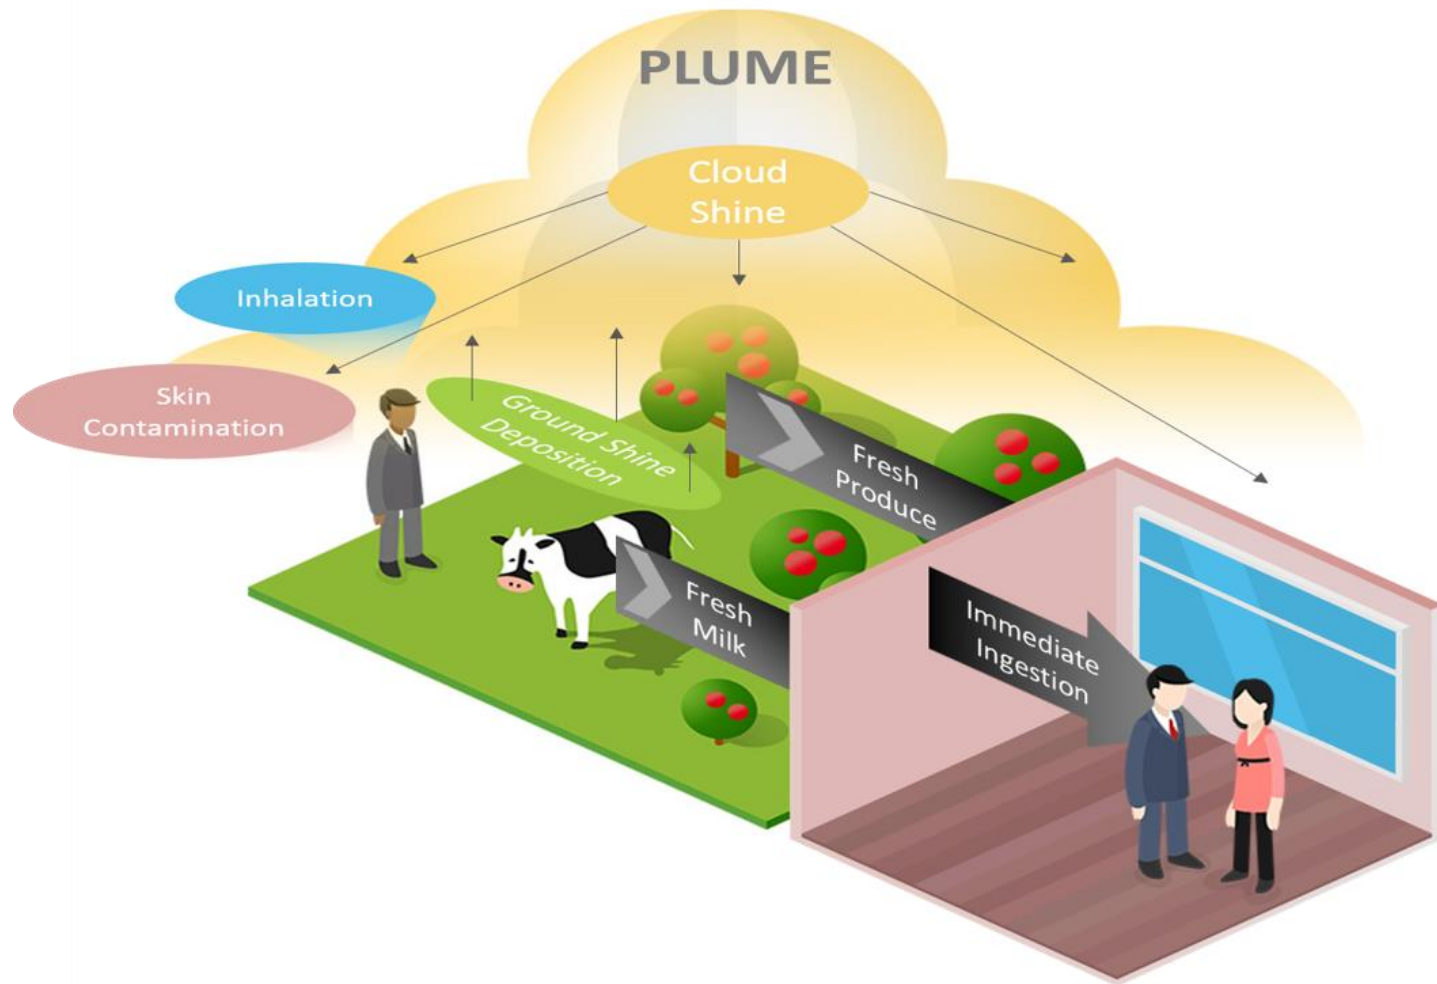 PLUME
Cloud
Shine
Inhalation
Skin
Contamination
Ground Shine
Deposition
Fresh
Produce
Fresh
Milk
Immediate
Ingestion